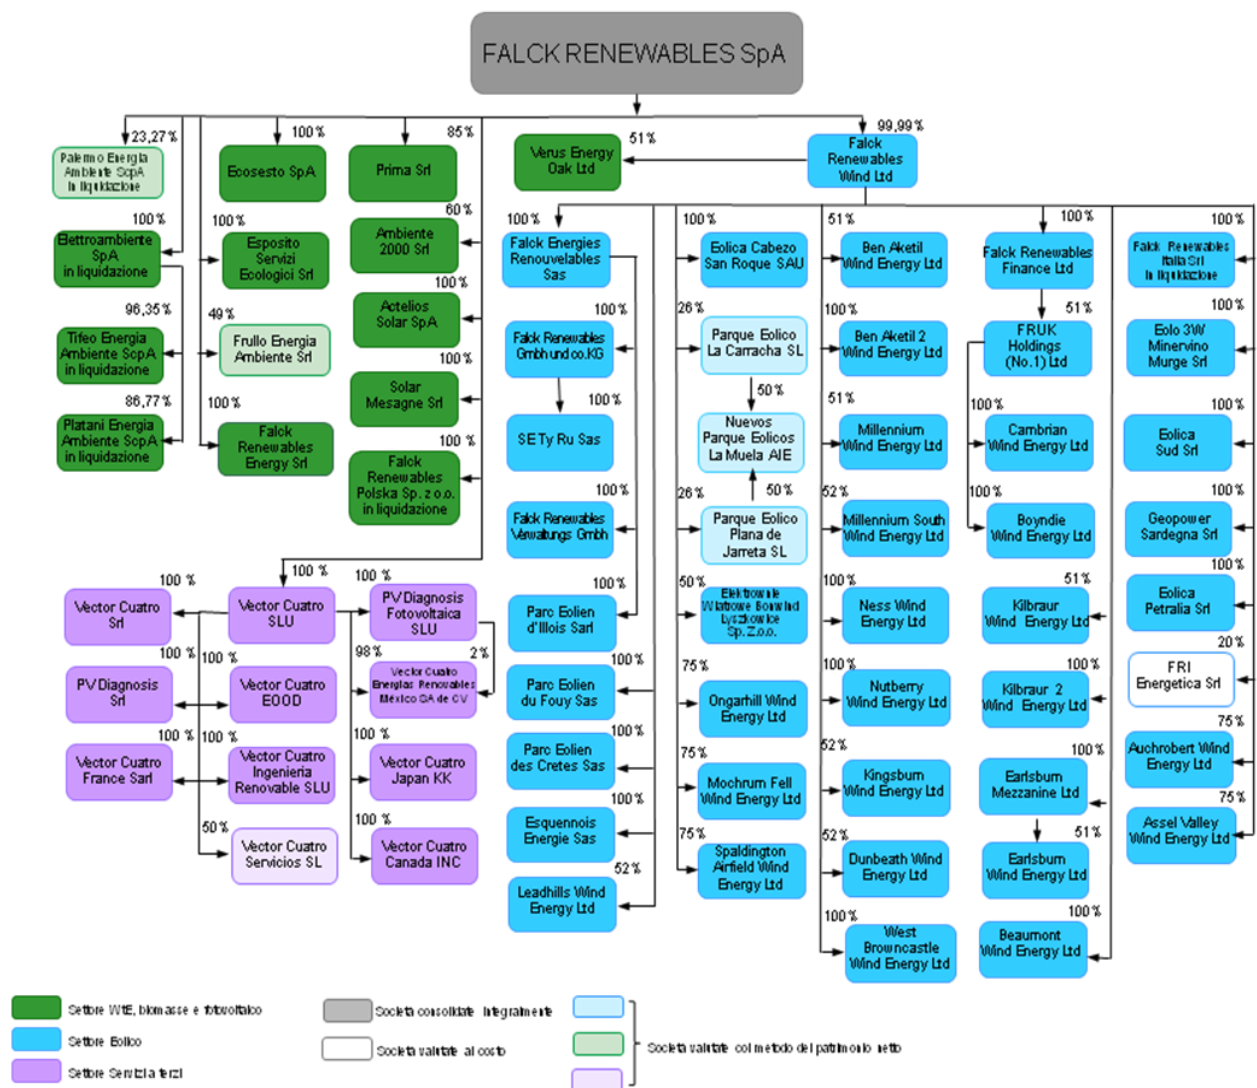 FALCK RENEWABLES SpA
23,27%
100%
85%
51%
99,99%
Palermo Energia
Ambiente ScpA
in liquidazione
Ecosesto SpA
Prima Srl
Verus Energy
Oak Ltd
Falck
Renewables
Wind Ltd
100%
Elettroambiente
SpA
in liquidazione
100%
Esposito
Servizi
Ecologici Srl
60%
Ambiente
2000 Srl
100%
Falck Energies
Renouvelables
Sas
100%
Eolica Cabezo
San Roque SAU
51%
Ben Aketil
Wind Energy Ltd
100%
Falck Renewables
Finance Ltd
100%
Falck Renewables
Italia Srl
in liquidazione
96,35%
Tifeo Energia
Ambiente ScpA
in liquidazione
49%
Frullo Energia
Ambiente Srl
100%
Actelios
Solar SpA
100%
Falck Renewables
Gmbh und co.KG
26%
Parque Eolico
La Carracha SL
100%
Ben Aketil 2
Wind Energy Ltd
51%
FRUK
Holdings
(No.1) Ltd
100%
Eolo 3W
Minervino
Murge Srl
86,77%
Platani Energia
Ambiente ScpA
in liquidazione
100%
Falck
Renewables
Energy Srl
100%
Solar
Mesagne Srl
100%
SE Ty Ru Sas
50%
Nuevos
Parque Eolicos
La Muela AIE
51%
Millennium
Wind Energy Ltd
100%
Cambrian
Wind Energy Ltd
100%
Eolica
Sud Srl
100%
Falck
Renewables
Polska Sp. z o.o.
in liquidazione
100%
Falck Renewables
Verwaltungs Gmbh
26%
50%
Parque Eolico
Plana de
Jarreta SL
52%
Millennium South
Wind Energy Ltd
100%
Boyndie
Wind Energy Ltd
100%
Geopower
Sardegna Srl
100%
Vector Cuatro
Srl
100%
Vector Cuatro
SLU
100%
PV Diagnosis
Fotovoltaica
SLU
100%
Parc Eolien
d'Illois Sarl
50%
Elektrownie
Wiatrowe Bonwind
Lyszkowice
Sp. Z.o.o.
100%
Ness Wind
Energy Ltd
51%
Kilbraur
Wind Energy Ltd
100%
Eolica
Petralia Srl
100%
PV Diagnosis
Srl
100%
Vector Cuatro
EOOD
98%
2%
Vector Cuatro
Energias Renovables
México SA de CV
100%
Parc Eolien
du Fouy Sas
75%
Ongarhill Wind
Energy Ltd
100%
Nutberry Wind
Energy Ltd
100%
Kilbraur 2
Wind Energy Ltd
20%
FRI
Energetica Srl
100%
Vector Cuatro
France Sarl
100%
Vector Cuatro
Ingenieria
Renovable SLU
100%
Vector Cuatro
Japan KK
100%
Parc Eolien
des Cretes Sas
75%
Mochrum Fell
Wind Energy Ltd
52%
Kingsburn
Wind Energy Ltd
100%
Earlsburn
Mezzanine Ltd
75%
Auchrobert Wind
Energy Ltd
50%
Vector Cuatro
Servicios SL
100%
Vector Cuatro
Canada INC
100%
Esquennois
Energie Sas
75%
Spaldington
Airfield Wind
Energy Ltd
52%
Dunbeath Wind
Energy Ltd
51%
Earlsburn
Wind Energy Ltd
75%
Assel Valley
Wind Energy Ltd
52%
Leadhills Wind
Energy Ltd
100%
West
Browncastle
Wind Energy Ltd
100%
Beaumont
Wind Energy Ltd
Settore WtE, biomasse e fotovoltaico
Società consolidate integralmente
Settore Eolico
Società valutate al costo
Società valutate col metodo del patrimonio netto
Settore Servizi a terzi